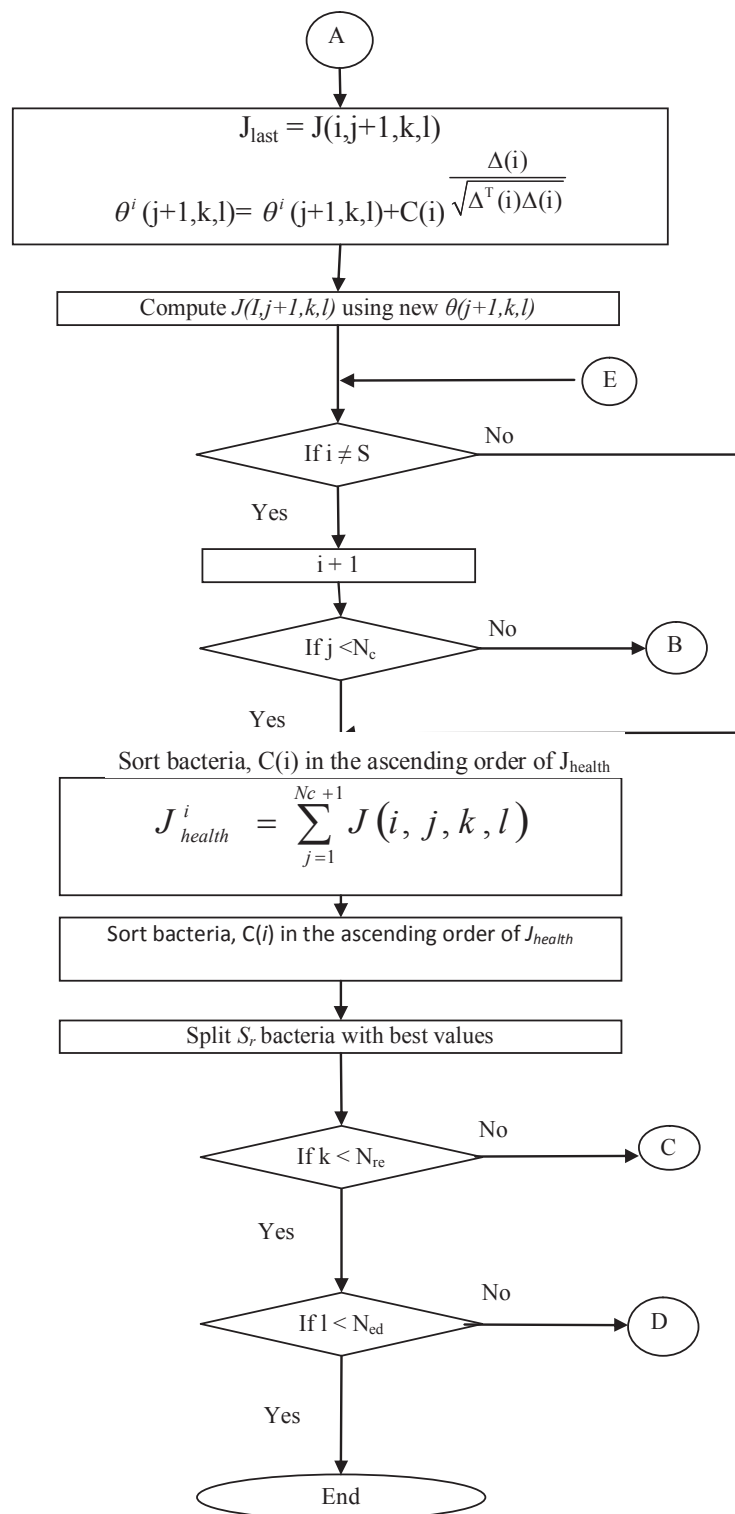 A
J_last = J(i,j+1,k,l)
θ^i (j+1,k,l)= θ^i (j+1,k,l)+C(i) Δ(i) / √(Δ^T(i)Δ(i))
Compute J(I,j+1,k,l) using new θ(j+1,k,l)
E
If i ≠ S
No
Yes
i + 1
If j <N_c
No
B
Yes
Sort bacteria, C(i) in the ascending order of J_health
J^i_health = ∑_{j=1}^{Nc +1} J (i, j, k , l )
Sort bacteria, C(i) in the ascending order of J_health
Split S_r bacteria with best values
If k < N_re
No
C
Yes
If l < N_ed
No
D
Yes
End